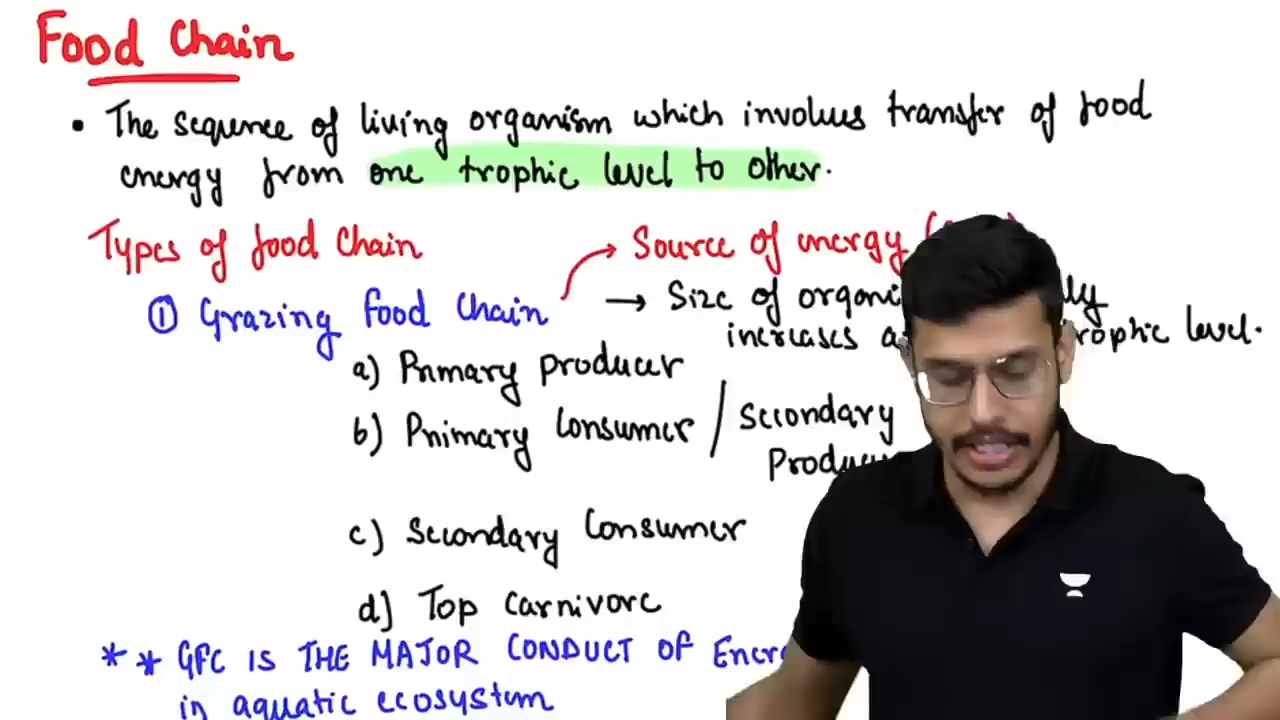 Food Chain
• The sequence of living organism which involves transfer of food
energy from one trophic level to other.
Types of food chain
→ Source of energy
① Grazing food chain
→ Size of
increases
trophic level.
a) Primary producer
b) Primary Consumer / Secondary
c) Secondary Consumer
d] Top Carnivore
** GFC IS THE MAJOR CONDUCT OF
in aquatic ecosystem